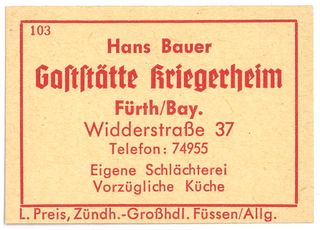 103
Hans Bauer
Gaststätte Kriegerheim
Fürth/Bay.
Widderstraße 37
Telefon: 74955
Eigene Schlächterei
Vorzügliche Küche
L. Preis, Zündh.-Großhdl. Füssen/Allg.